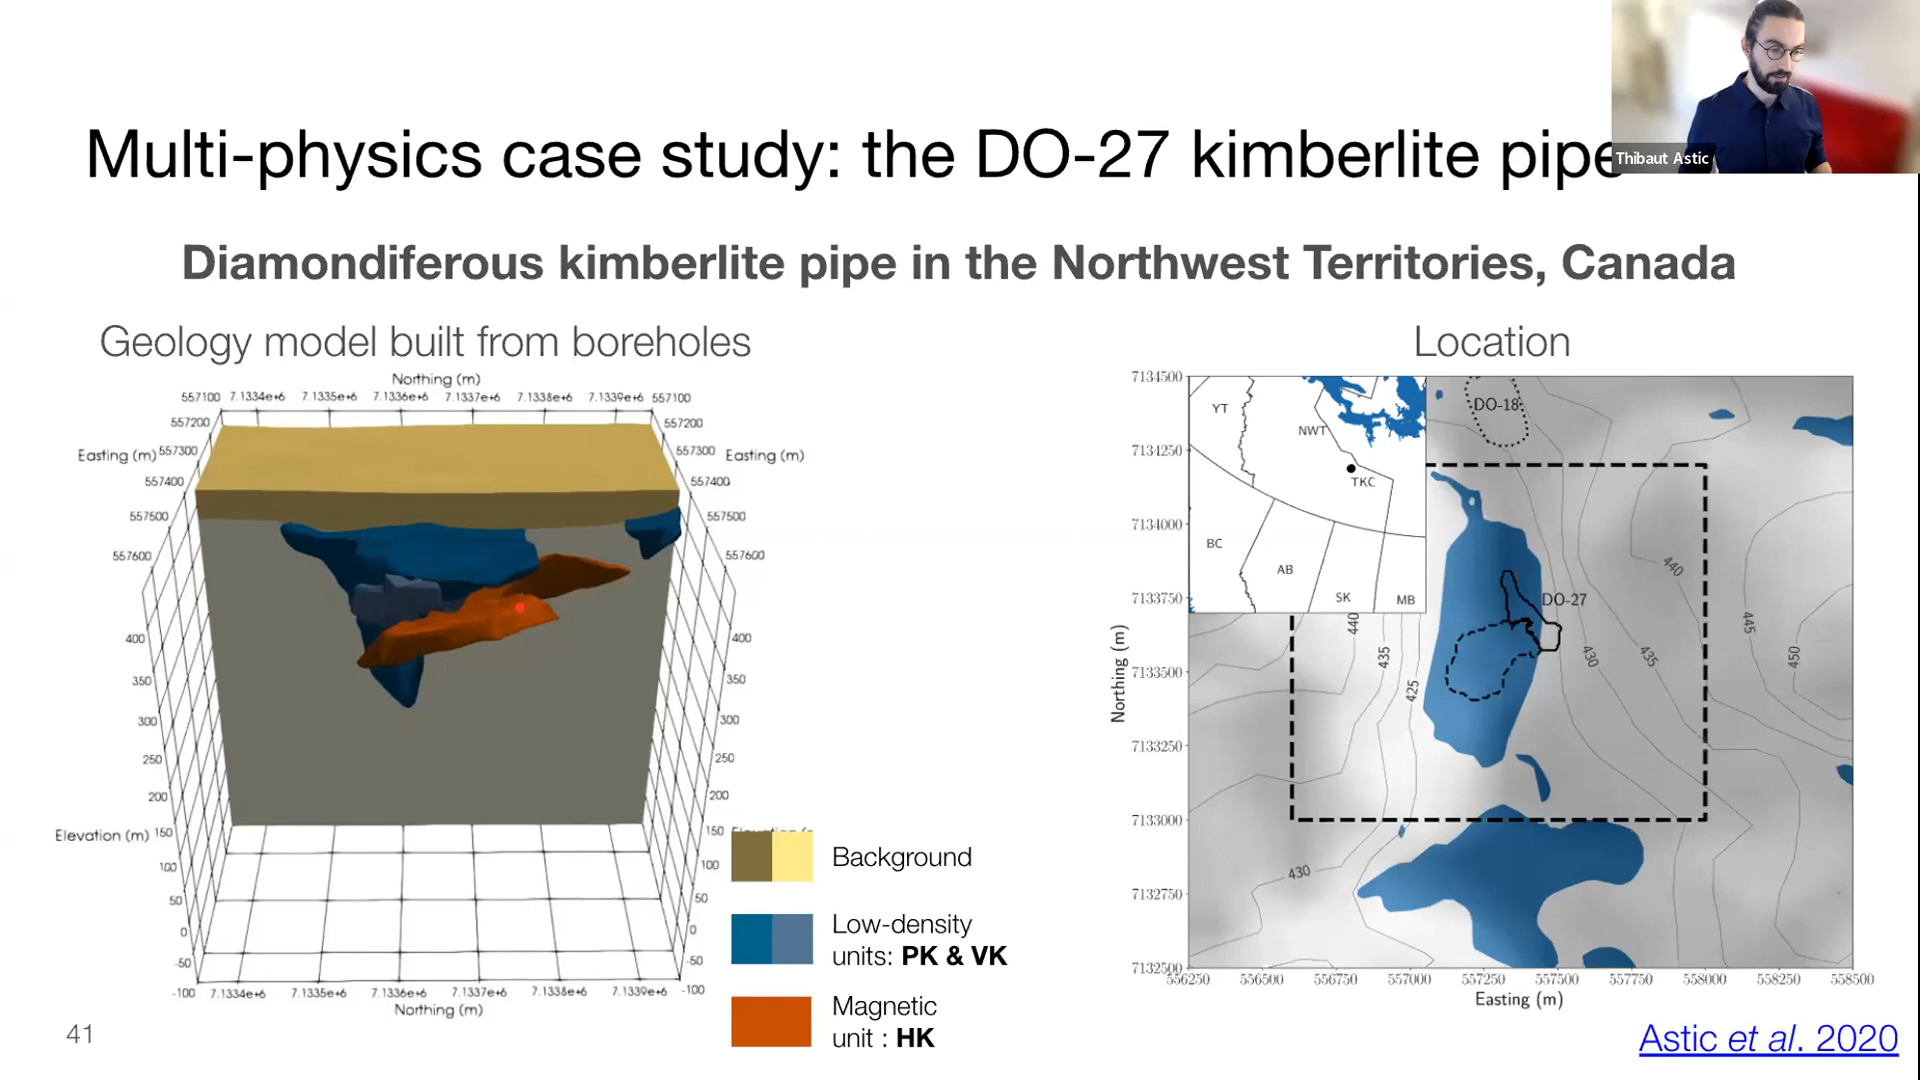 Thibaut Astic
Multi-physics case study: the DO-27 kimberlite pipe
Diamondiferous kimberlite pipe in the Northwest Territories, Canada
Geology model built from boreholes
Northing (m)
557100 7.1334e+6 7.1335e+6 7.1336e+6 7.1337e+6 7.1338e+6 7.1339e+6 557100
557200 557200
Easting (m) 557300 557300 Easting (m)
557400 557400
557500 557500
557600 557600
400 400
350 350
300 300
250 250
200 200
Elevation (m) 150 150
100 100
50 50
0 0
-50 -50
-100 7.1334e+6 7.1335e+6 7.1336e+6 7.1337e+6 7.1338e+6 7.1339e+6 -100
Northing (m)
Background
Low-density
units: PK & VK
Magnetic
unit : HK
Location
7134500
7134250
7134000
7133750
7133500
7133250
7133000
7132750
7132500
Northing (m)
YT
NWT
TKC
BC
AB
SK
MB
DO-18
DO-27
440
435
425
430
430
435
440
445
450
556250 556500 556750 557000 557250 557500 557750 558000 558250 558500
Easting (m)
41
Astic et al. 2020